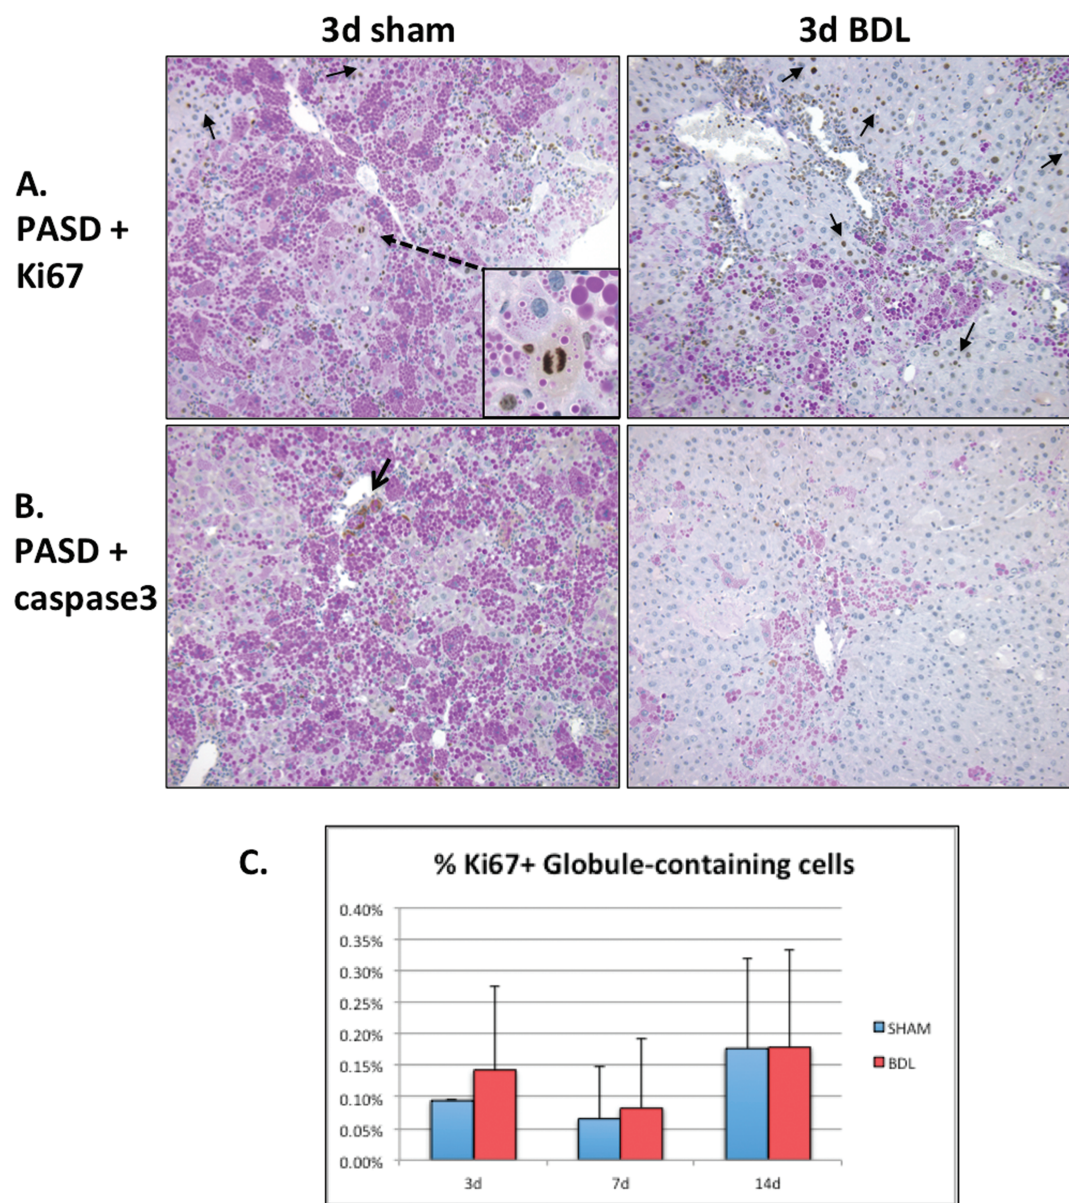 3d sham
3d BDL
A.
PASD +
Ki67
B.
PASD +
caspase3
C.
% Ki67+ Globule-containing cells
0.40%
0.35%
0.30%
0.25%
0.20%
0.15%
0.10%
0.05%
0.00%
3d
7d
14d
SHAM
BDL